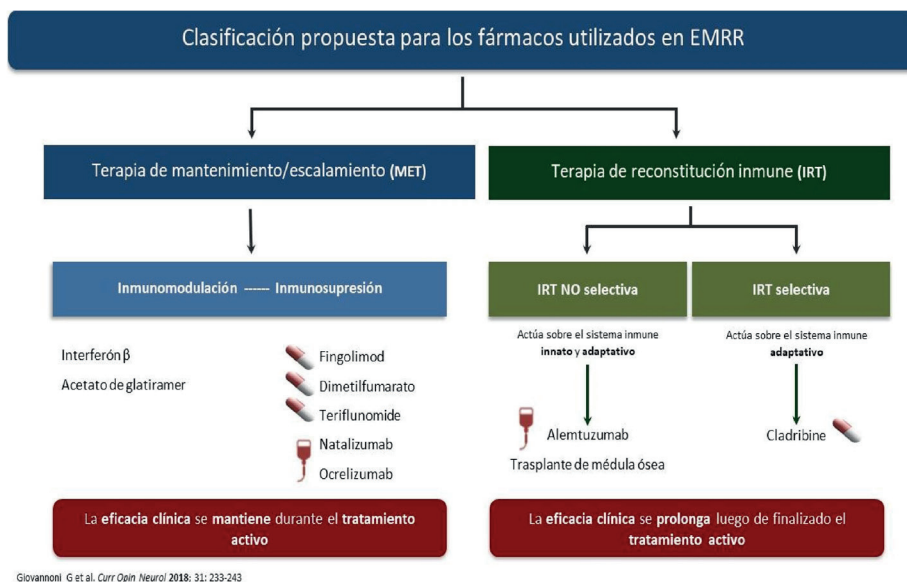 Clasificación propuesta para los fármacos utilizados en EMRR
Terapia de mantenimiento/escalamiento (MET)
Terapia de reconstitución inmune (IRT)
Inmunomodulación ------ Inmunosupresión
IRT NO selectiva
IRT selectiva
Actúa sobre el sistema inmune
innato y adaptativo
Actúa sobre el sistema inmune
adaptativo
Interferón β
Acetato de glatiramer
Fingolimod
Dimetilfumarato
Teriflunomide
Natalizumab
Ocrelizumab
Alemtuzumab
Trasplante de médula ósea
Cladribine
La eficacia clínica se mantiene durante el tratamiento
activo
La eficacia clínica se prolonga luego de finalizado el
tratamiento activo
Giovannoni G et al. Curr Opin Neurol 2018; 31: 233-243